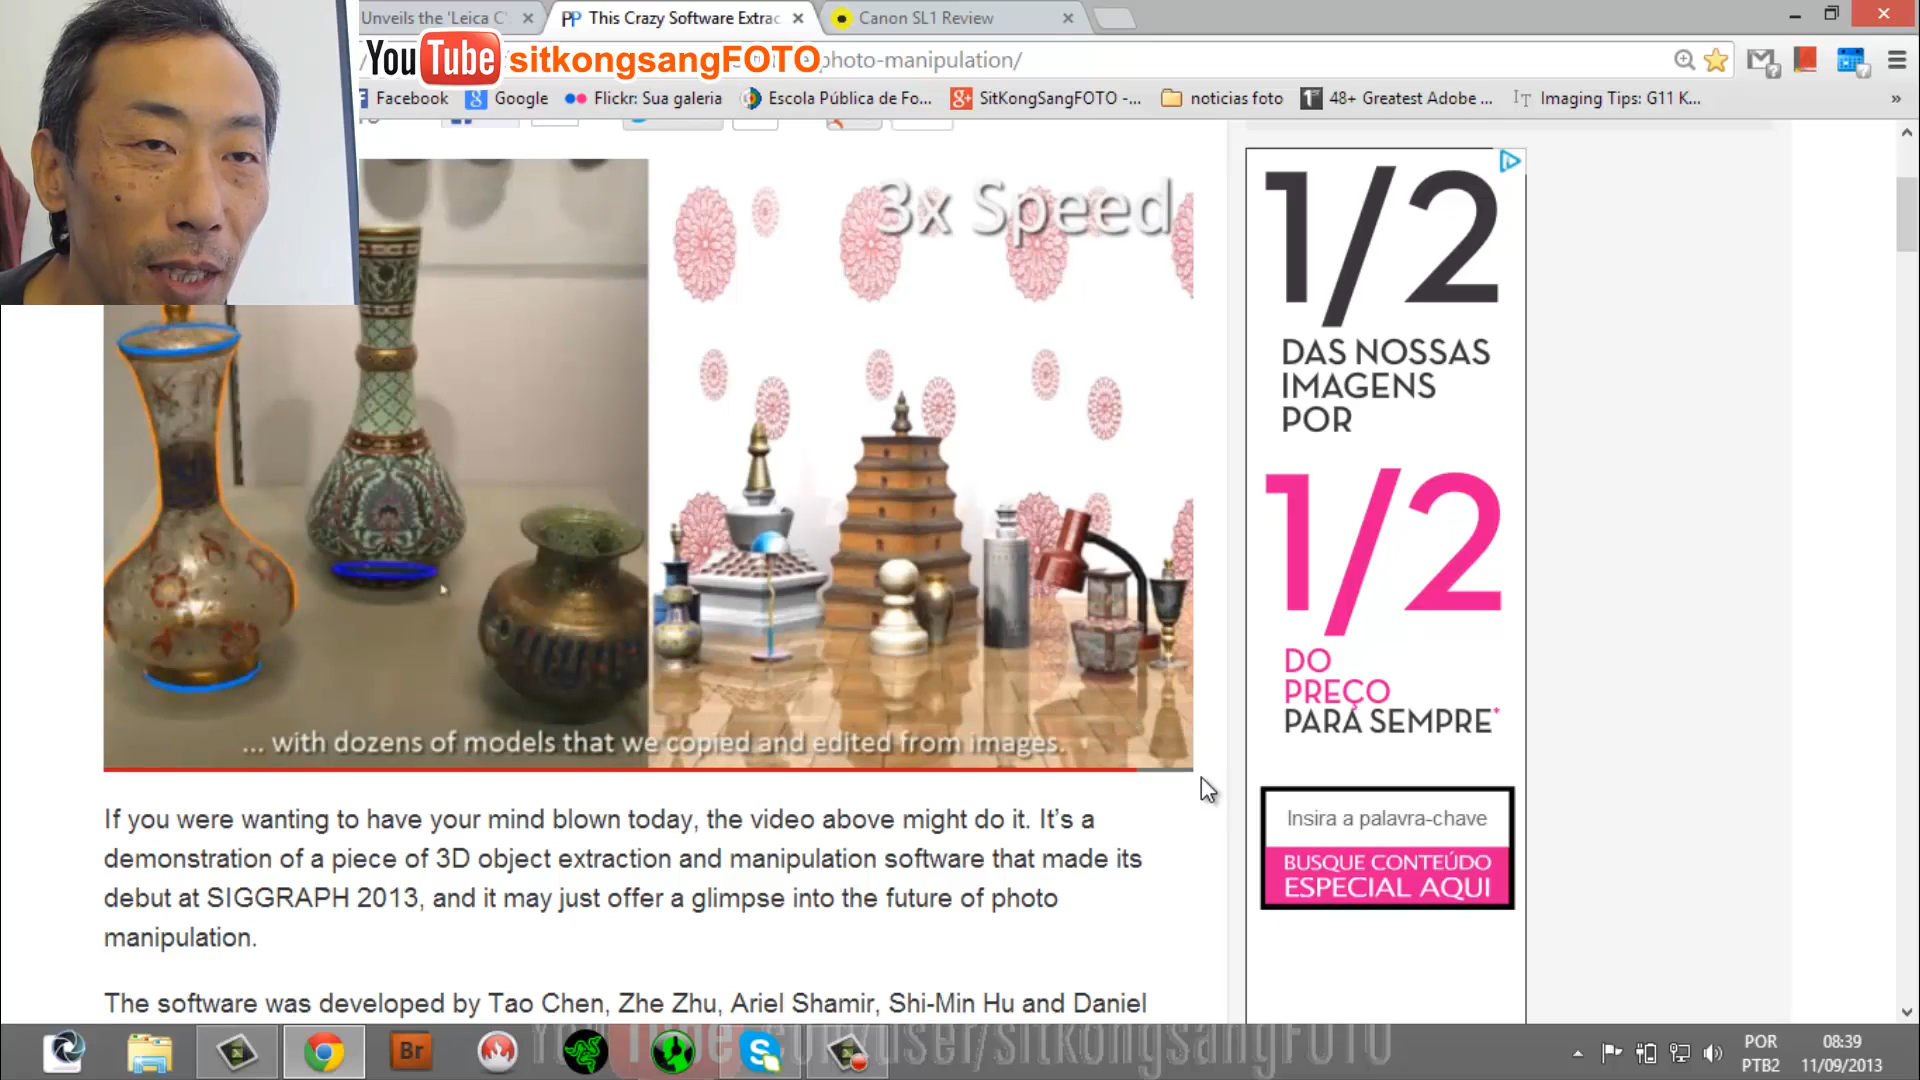 Unveils the 'Leica C'
PP This Crazy Software Extrac
Canon SL1 Review
YouTube sitkongsangFOTO
photo-manipulation/
Facebook
Google
Flickr: Sua galeria
Escola Pública de Fo...
SitKongSangFOTO -...
noticias foto
48+ Greatest Adobe ...
Imaging Tips: G11 K...
»
3x Speed
... with dozens of models that we copied and edited from images.
1/2
DAS NOSSAS
IMAGENS
POR
1/2
DO
PREÇO
PARA SEMPRE*
Insira a palavra-chave
BUSQUE CONTEÚDO
ESPECIAL AQUI
If you were wanting to have your mind blown today, the video above might do it. It's a
demonstration of a piece of 3D object extraction and manipulation software that made its
debut at SIGGRAPH 2013, and it may just offer a glimpse into the future of photo
manipulation.
The software was developed by Tao Chen, Zhe Zhu, Ariel Shamir, Shi-Min Hu and Daniel
Br
POR
PTB2
08:39
11/09/2013